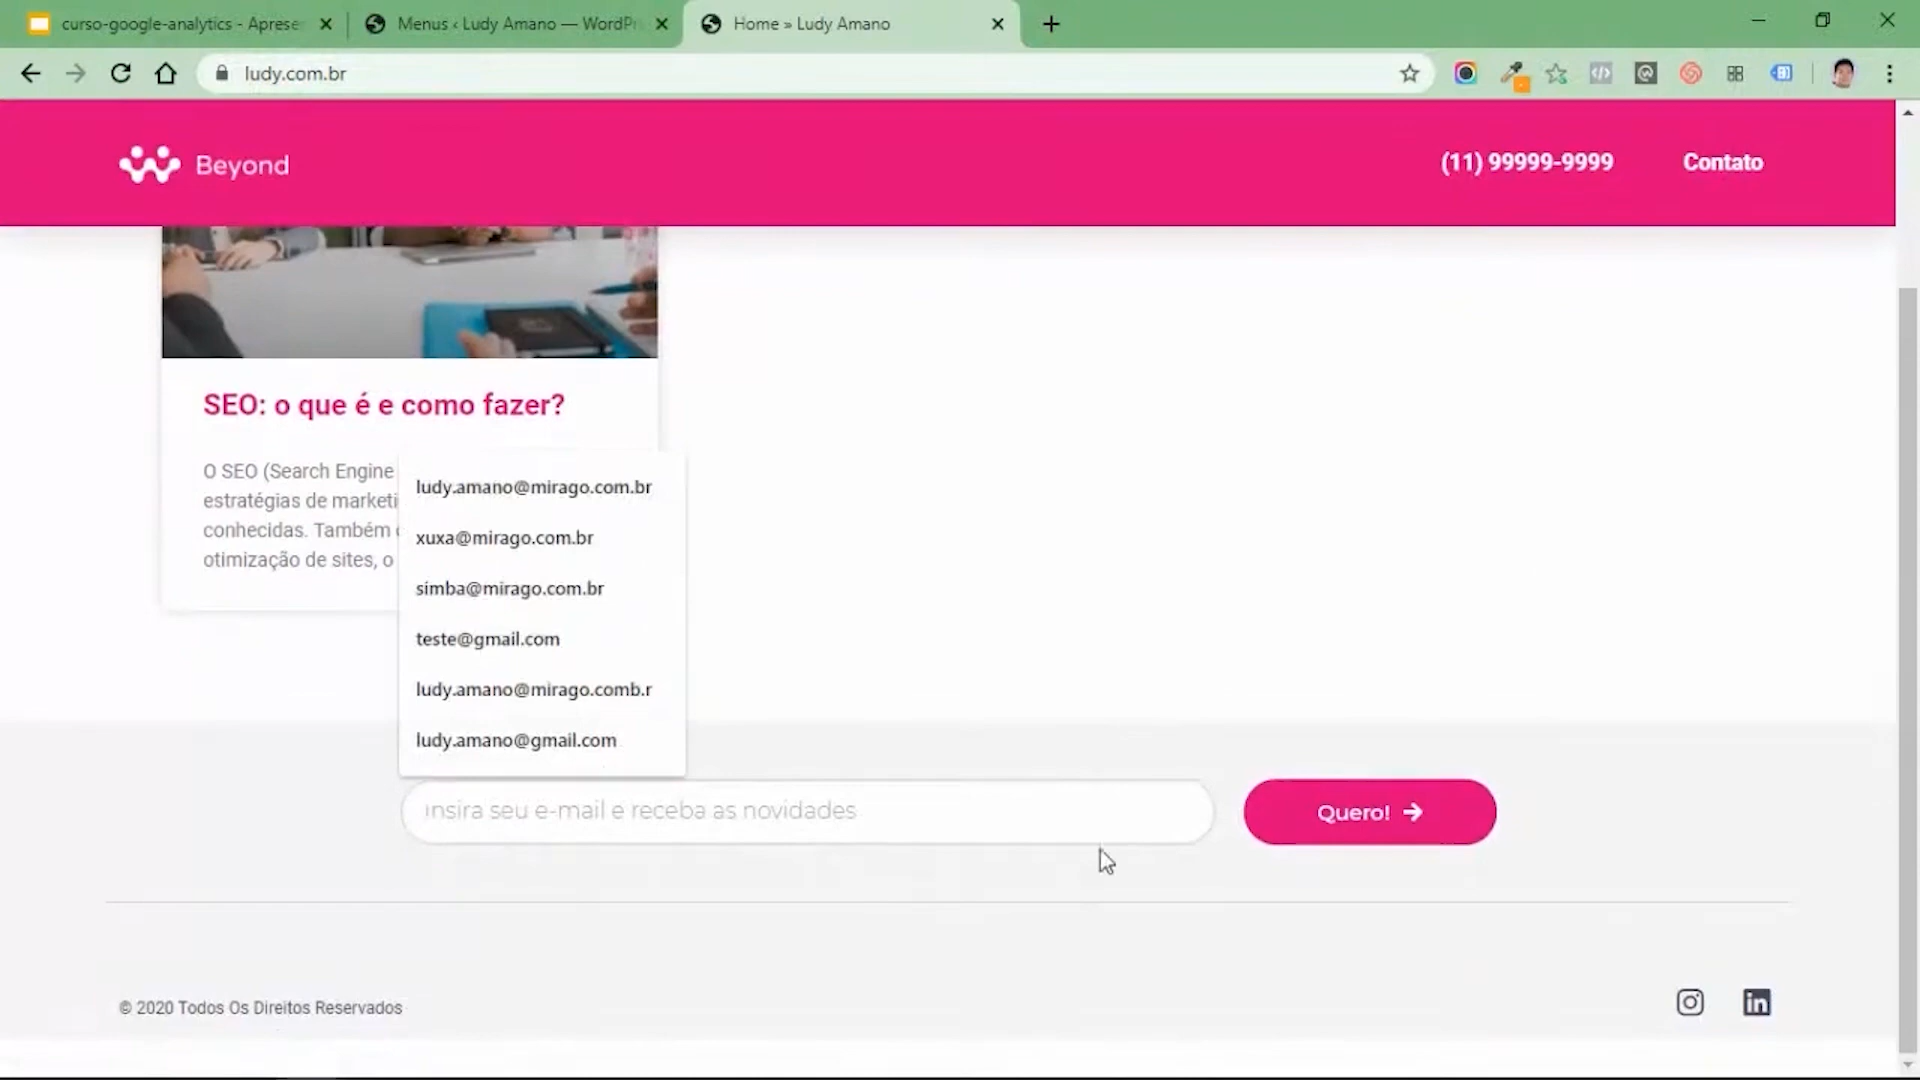 curso-google-analytics - Aprese
Menus ‹ Ludy Amano — WordPr
Home » Ludy Amano
ludy.com.br
Beyond
(11) 99999-9999
Contato
SEO: o que é e como fazer?
O SEO (Search Engine
estratégias de marketi
conhecidas. Também
otimização de sites, o
ludy.amano@mirago.com.br
xuxa@mirago.com.br
simba@mirago.com.br
teste@gmail.com
ludy.amano@mirago.comb.r
ludy.amano@gmail.com
insira seu e-mail e receba as novidades
Quero!
© 2020 Todos Os Direitos Reservados
in